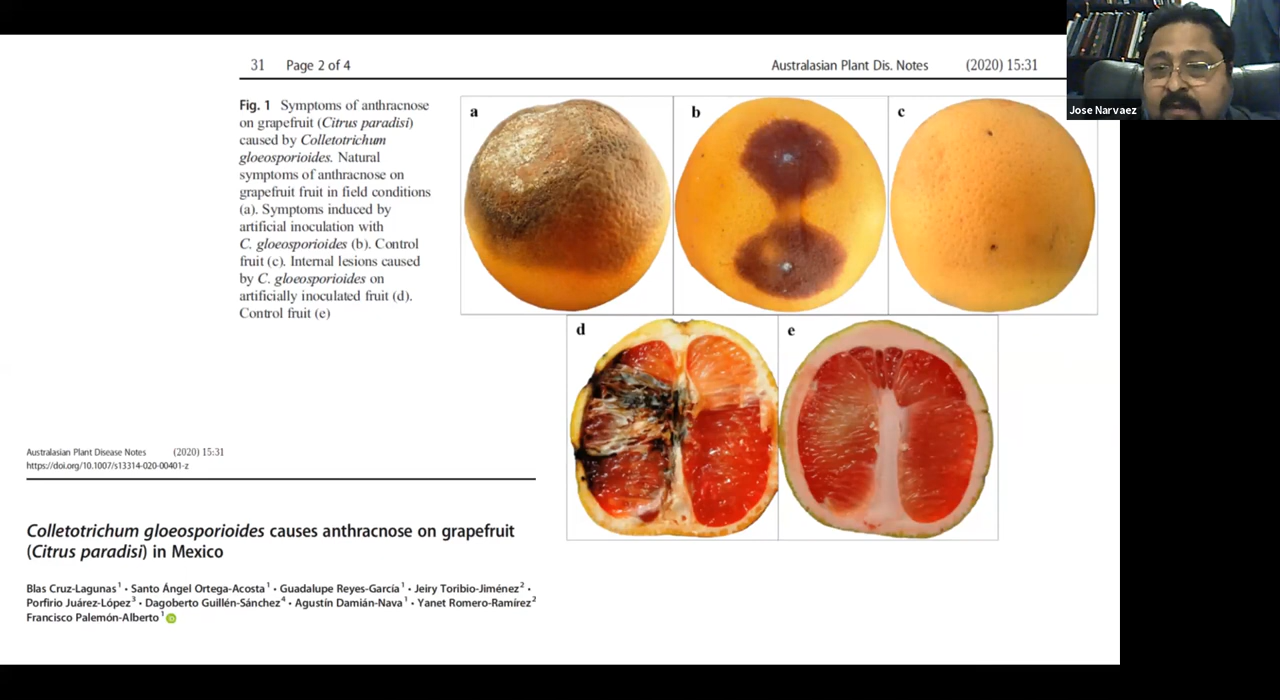 31 Page 2 of 4
Australasian Plant Dis. Notes (2020) 15:31
Jose Narvaez
Fig. 1 Symptoms of anthracnose
on grapefruit (Citrus paradisi)
caused by Colletotrichum
gloeosporioides. Natural
symptoms of anthracnose on
grapefruit fruit in field conditions
(a). Symptoms induced by
artificial inoculation with
C. gloeosporioides (b). Control
fruit (c). Internal lesions caused
by C. gloeosporioides on
artificially inoculated fruit (d).
Control fruit (e)
a
b
c
d
e
Australasian Plant Disease Notes (2020) 15:31
https://doi.org/10.1007/s13314-020-00401-z
Colletotrichum gloeosporioides causes anthracnose on grapefruit
(Citrus paradisi) in Mexico
Blas Cruz-Lagunas¹ · Santo Ángel Ortega-Acosta¹ · Guadalupe Reyes-García¹ · Jeiry Toribio-Jiménez² ·
Porfirio Juárez-López³ · Dagoberto Guillén-Sánchez⁴ · Agustín Damián-Nava¹ · Yanet Romero-Ramírez²
Francisco Palemón-Alberto¹ iD